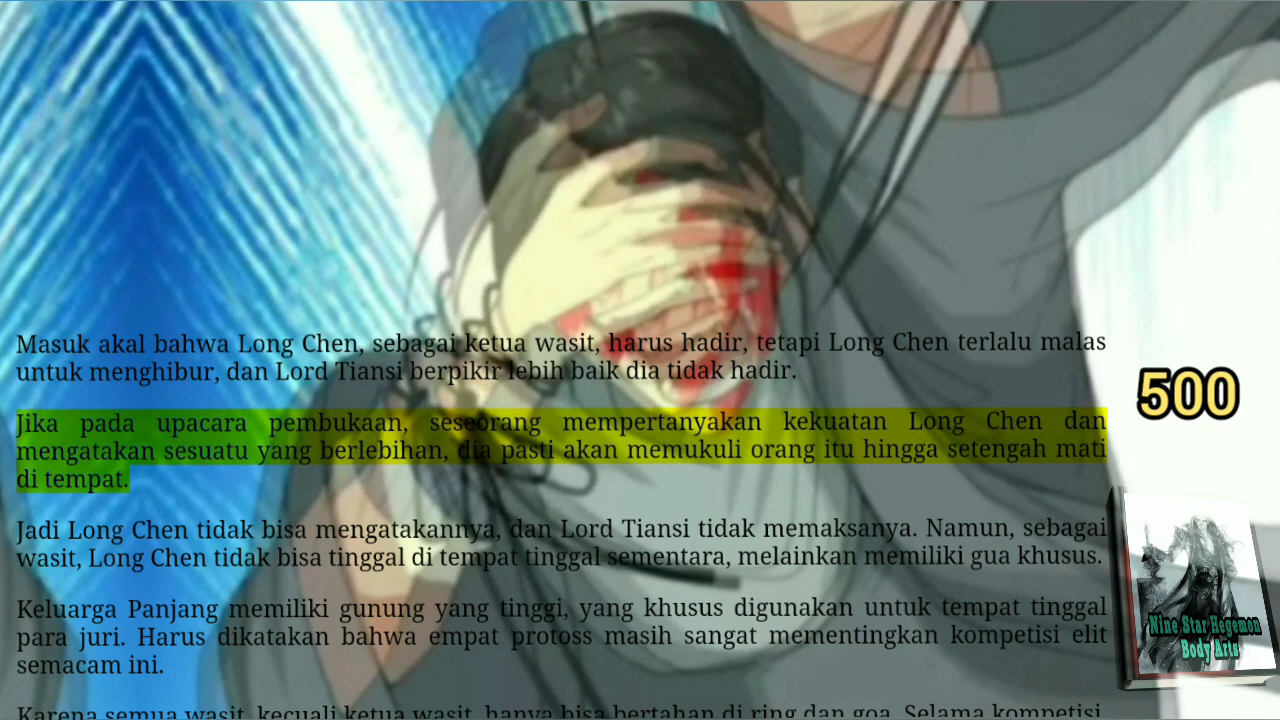 Masuk akal bahwa Long Chen, sebagai ketua wasit, harus hadir, tetapi Long Chen terlalu malas
untuk menghibur, dan Lord Tiansi berpikir lebih baik dia tidak hadir.
Jika pada upacara pembukaan, seseorang mempertanyakan kekuatan Long Chen dan
mengatakan sesuatu yang berlebihan, dia pasti akan memukuli orang itu hingga setengah mati
di tempat.
Jadi Long Chen tidak bisa mengatakannya, dan Lord Tiansi tidak memaksanya. Namun, sebagai
wasit, Long Chen tidak bisa tinggal di tempat tinggal sementara, melainkan memiliki gua khusus.
Keluarga Panjang memiliki gunung yang tinggi, yang khusus digunakan untuk tempat tinggal
para juri. Harus dikatakan bahwa empat protoss masih sangat mementingkan kompetisi elit
semacam ini.
Karena semua wasit, kecuali ketua wasit, hanya bisa bertahan di ring dan goa. Selama kompetisi,
500
Nine Star Hegemon
Body Arts